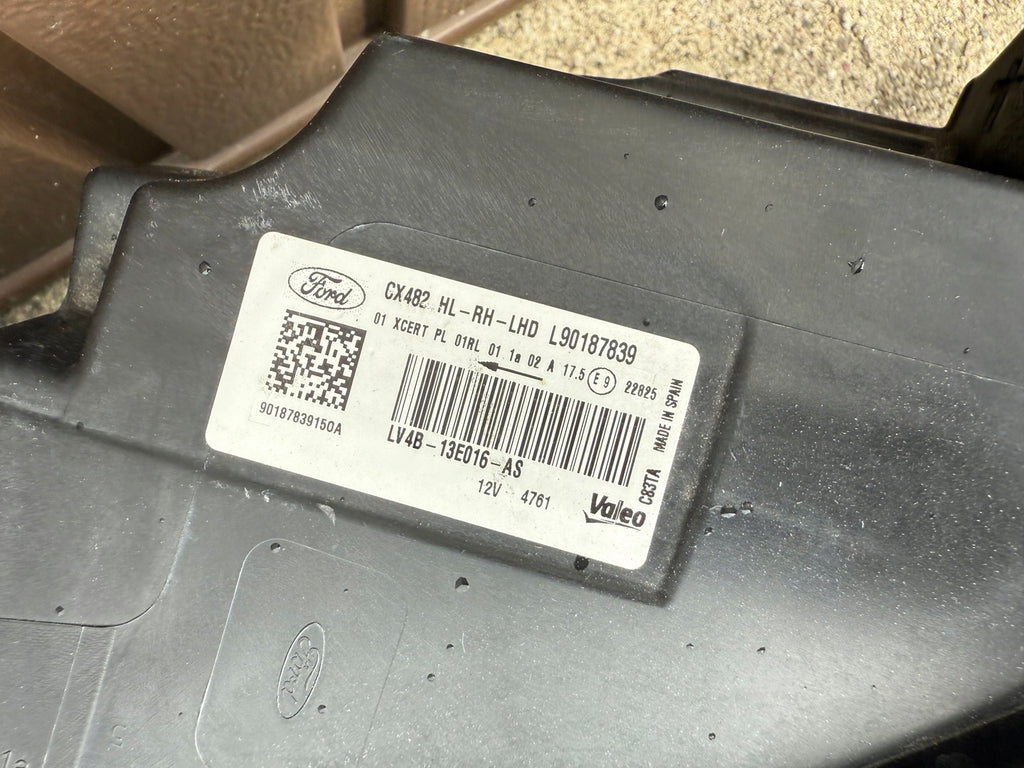 Ford
CX482 HL-RH-LHD L90187839
01 XCERT PL 01RL 01 1a 02 A 17.5 E9 22825
90187839150A
LV4B-13E016-AS
12V 4761
Valeo
C83TA MADE IN SPAIN
Ford